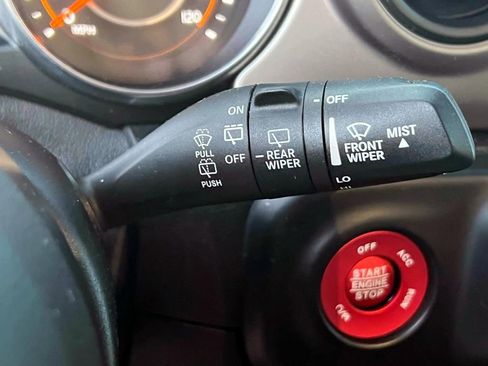 120
MPH
ON
OFF
PULL
OFF
REAR
WIPER
PUSH
FRONT
WIPER
MIST
LO
HI
OFF
ACC
RUN
START
ENGINE
STOP